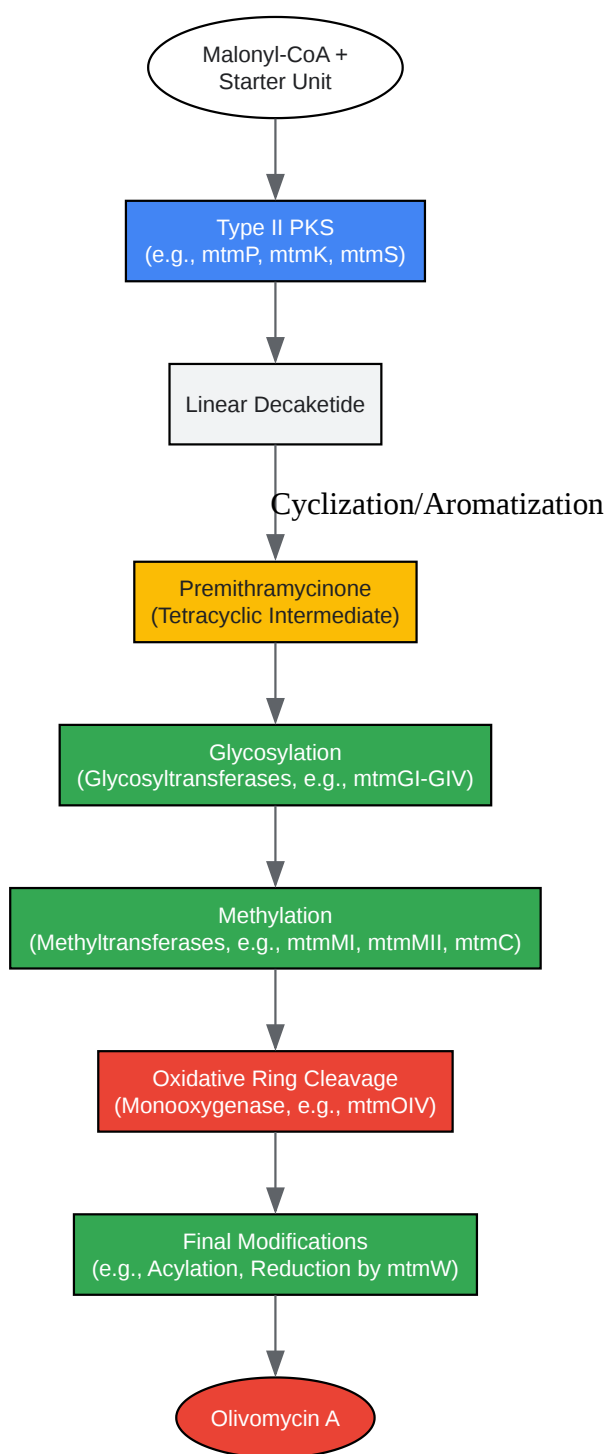 Malonyl-CoA +
Starter Unit
Type II PKS
(e.g., mtmP, mtmK, mtmS)
Linear Decaketide
Cyclization/Aromatization
Premithramycinone
(Tetracyclic Intermediate)
Glycosylation
(Glycosyltransferases, e.g., mtmGI-GIV)
Methylation
(Methyltransferases, e.g., mtmMI, mtmMII, mtmC)
Oxidative Ring Cleavage
(Monooxygenase, e.g., mtmOIV)
Final Modifications
(e.g., Acylation, Reduction by mtmW)
Olivomycin A